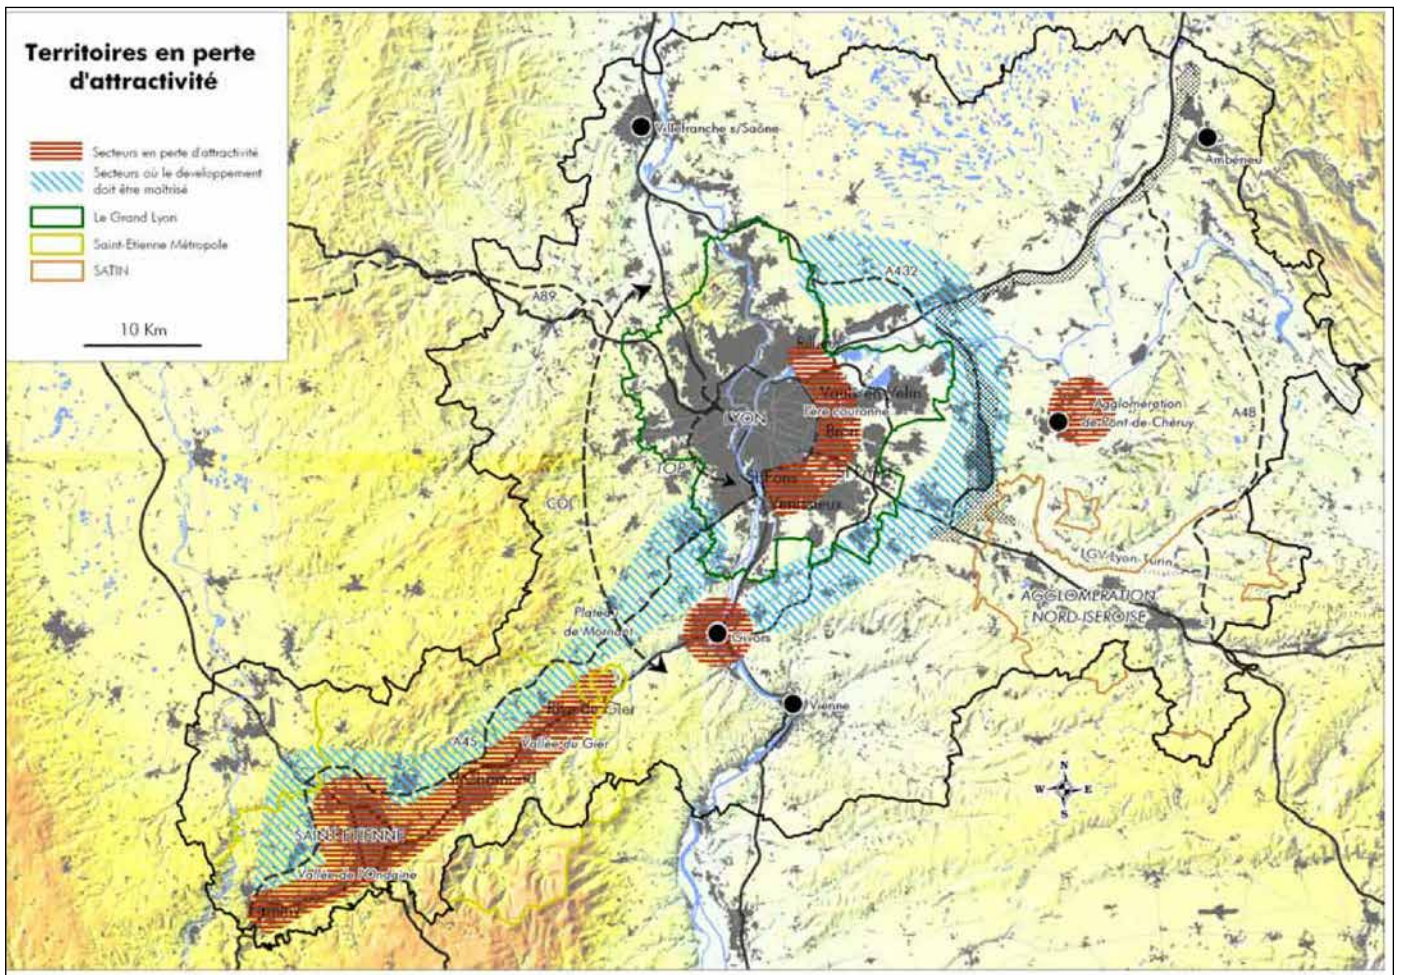 Territoires en perte
d'attractivité
Secteurs en perte d'attractivité
Secteurs où le développement
doit être maîtrisé
Le Grand Lyon
Saint-Etienne Métropole
SATIN
10 Km
Villefranche s/Saône
Ambérieu
A432
A89
Vaulx-en-Velin
1ère couronne
LYON
Bron
Agglomération
de Pont-de-Chéruy
A48
TOP
COL
Vénissieux
LGV Lyon-Turin
AGGLOMERATION
NORD-ISEROISE
Plateau
de Mornant
Givors
Vienne
Rive de Gier
A45
Vallée du Gier
SAINT-ETIENNE
Vallée de l'Ondaine
N
W E
S